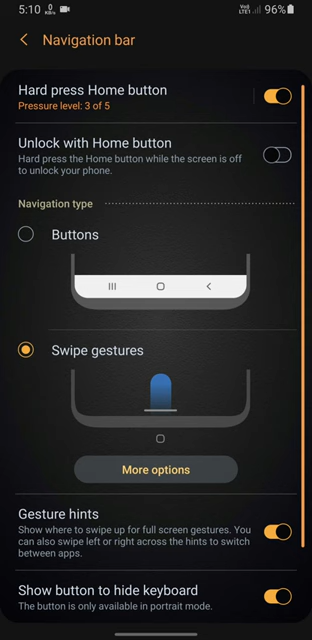 5:10 0 KB/s Vo)) LTE1 96%
Navigation bar
Hard press Home button
Pressure level: 3 of 5
Unlock with Home button
Hard press the Home button while the screen is off
to unlock your phone.
Navigation type
Buttons
Swipe gestures
More options
Gesture hints
Show where to swipe up for full screen gestures. You
can also swipe left or right across the hints to switch
between apps.
Show button to hide keyboard
The button is only available in portrait mode.